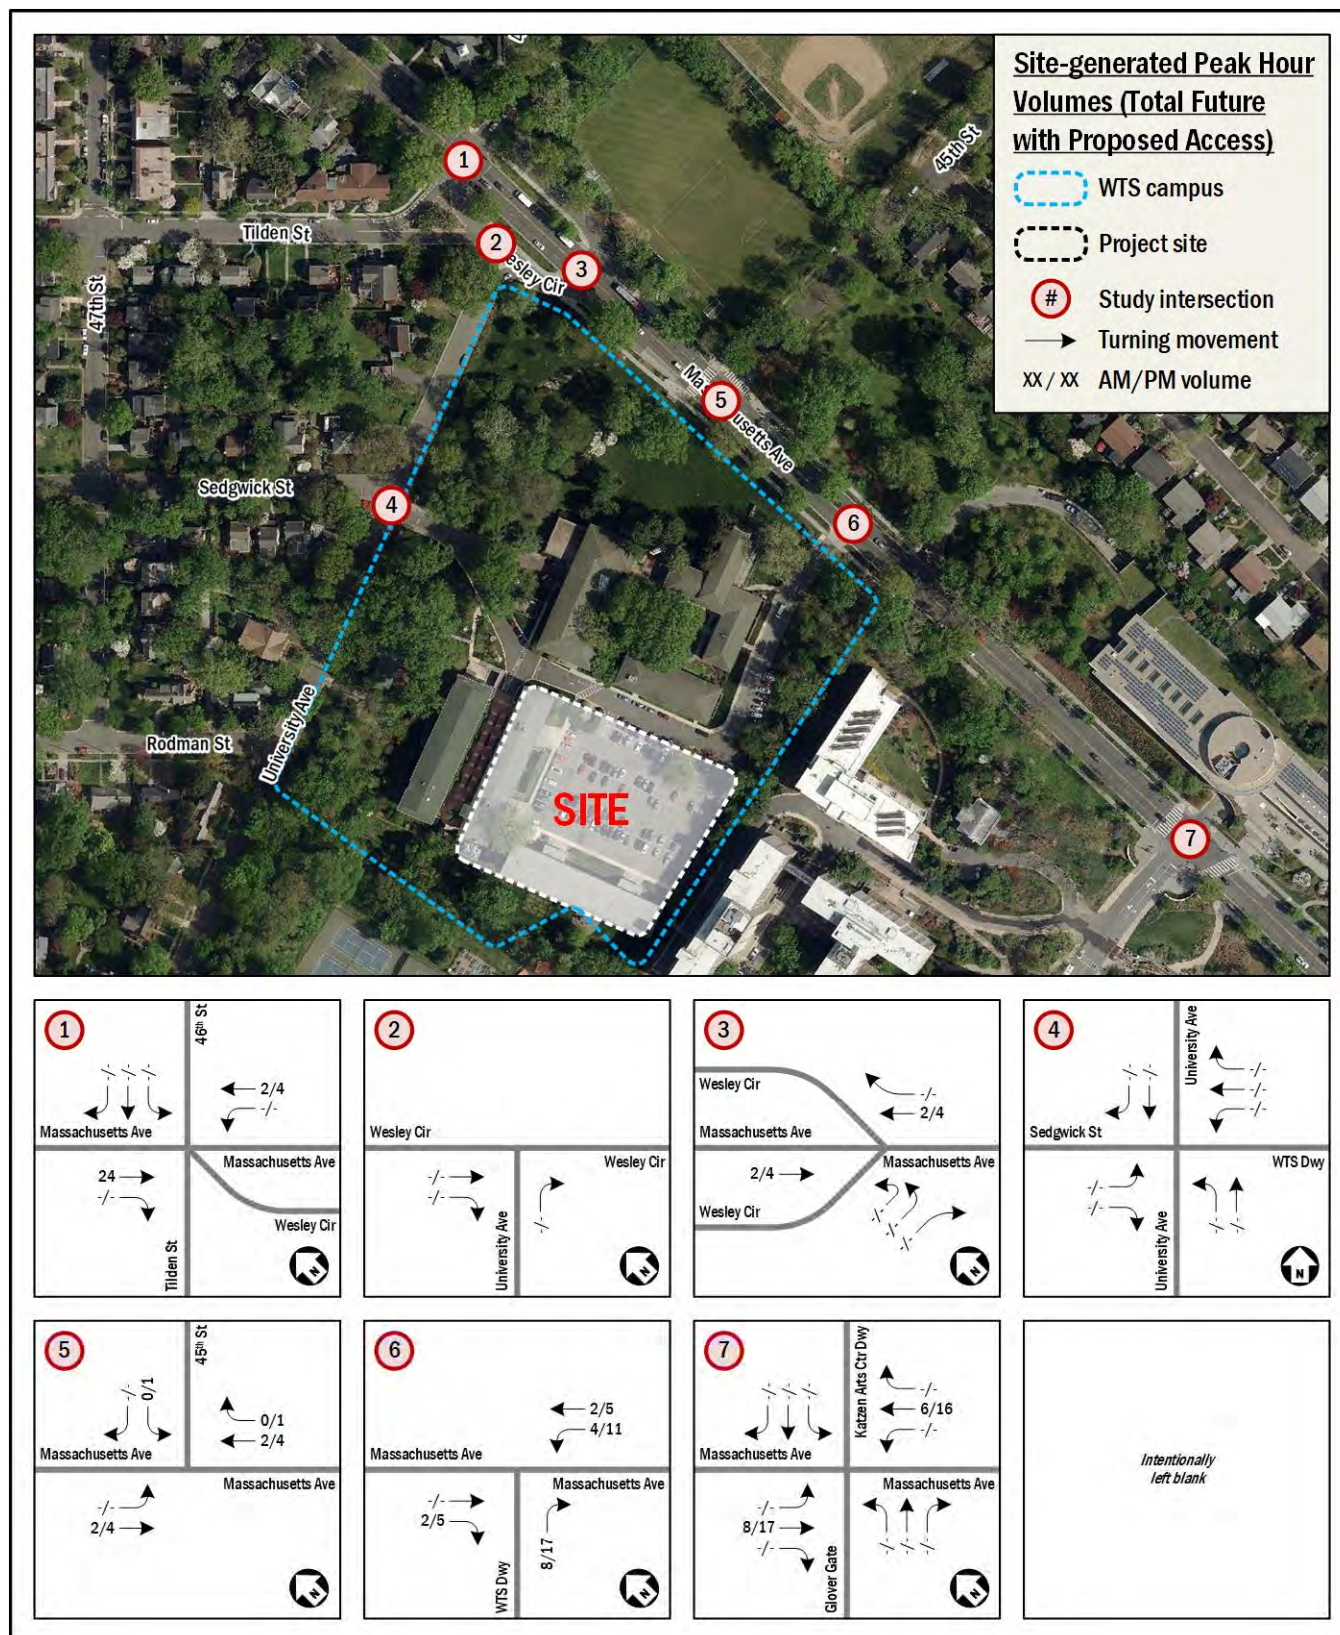 Site-generated Peak Hour
Volumes (Total Future
with Proposed Access)
WTS campus
Project site
# Study intersection
Turning movement
XX / XX AM/PM volume
45th St
1
Tilden St
2
esley Cir
3
47th St
Ma
5
usetts Ave
Sedgwick St
4
6
University Ave
Rodman St
SITE
7
1
46th St
-/- -/- -/-
2/4
-/-
Massachusetts Ave
Massachusetts Ave
24
-/-
Wesley Cir
Tilden St
N
2
Wesley Cir
Wesley Cir
-/-
-/-
-/-
University Ave
N
3
Wesley Cir
-/-
2/4
Massachusetts Ave
Massachusetts Ave
2/4
Wesley Cir
-/- -/- -/-
N
4
University Ave
-/- -/-
-/-
-/-
-/-
Sedgwick St
WTS Dwy
-/-
-/-
-/- -/-
University Ave
N
5
45th St
-/- 0/1
0/1
2/4
Massachusetts Ave
Massachusetts Ave
-/-
2/4
N
6
2/5
4/11
Massachusetts Ave
Massachusetts Ave
-/-
2/5
8/17
WTS Dwy
N
7
Katzen Arts Ctr Dwy
-/- -/- -/-
-/-
6/16
-/-
Massachusetts Ave
Massachusetts Ave
-/-
8/17
-/-
-/- -/- -/-
Glover Gate
N
Intentionally
left blank